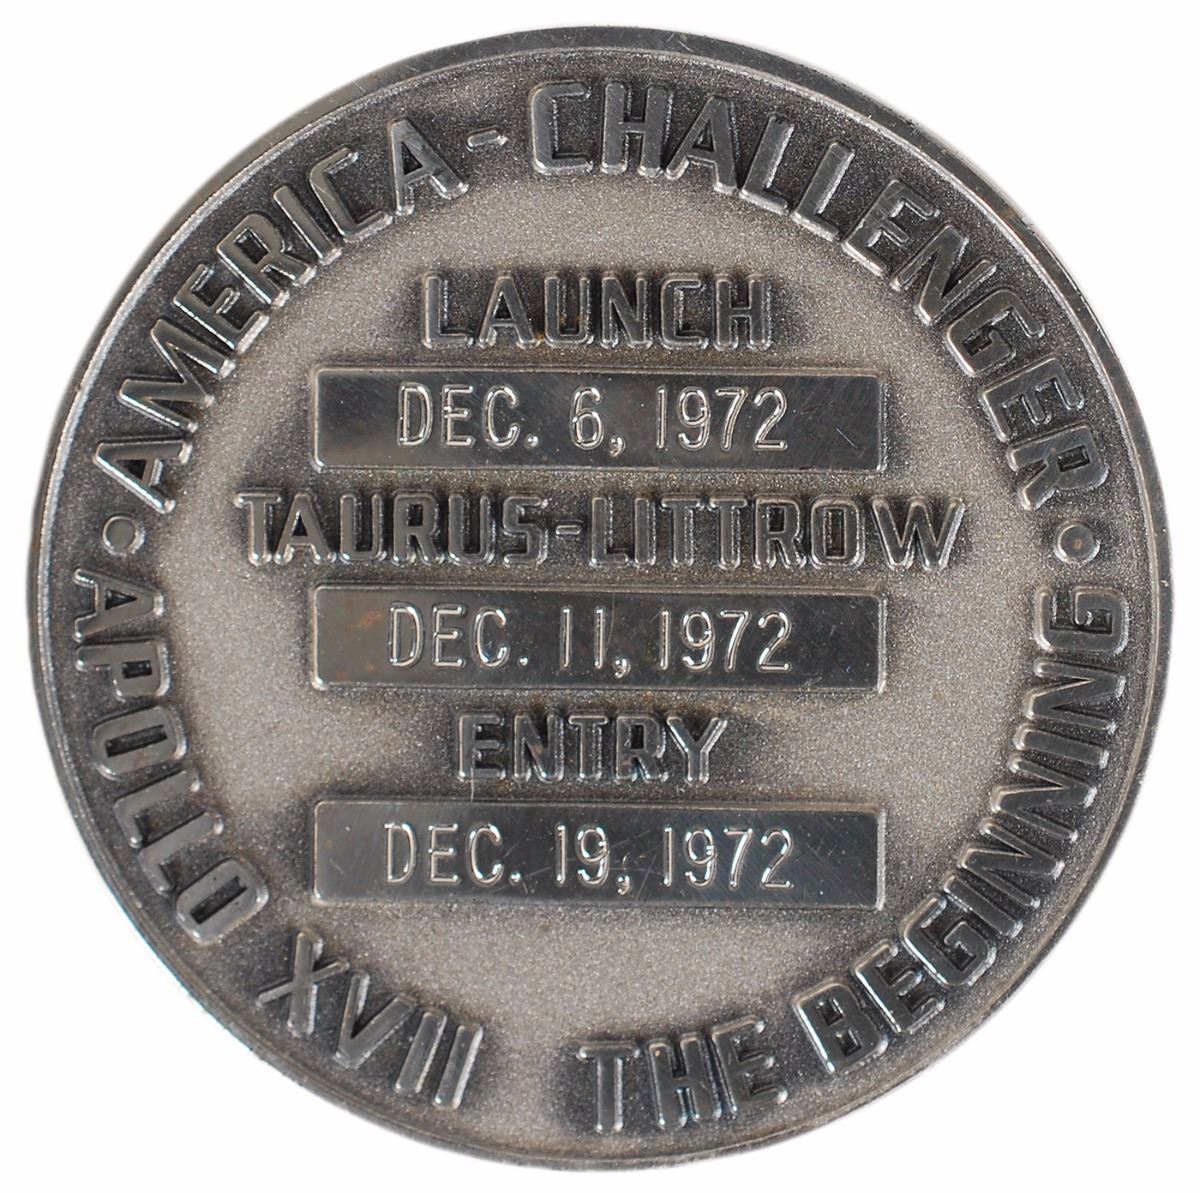 AMERICA - CHALLENGER
LAUNCH
DEC. 6, 1972
TAURUS-LITTROW
DEC. 11, 1972
ENTRY
DEC. 19, 1972
• APOLLO XVII THE BEGINNING •